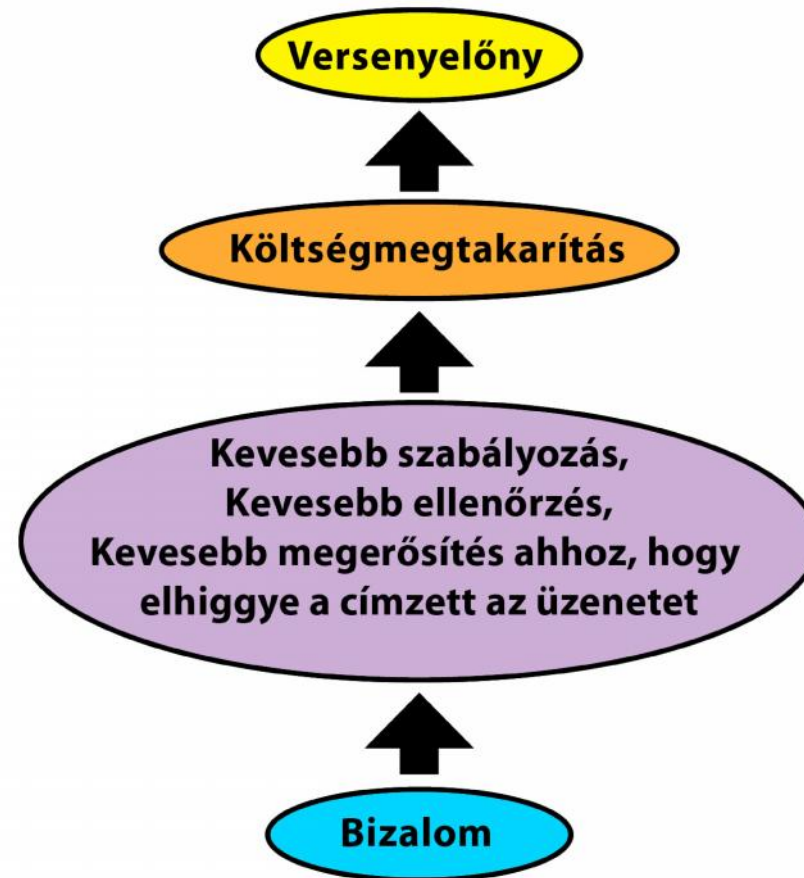 Versenyelőny
Költségmegtakarítás
Kevesebb szabályozás,
Kevesebb ellenőrzés,
Kevesebb megerősítés ahhoz, hogy
elhiggye a címzett az üzenetet
Bizalom